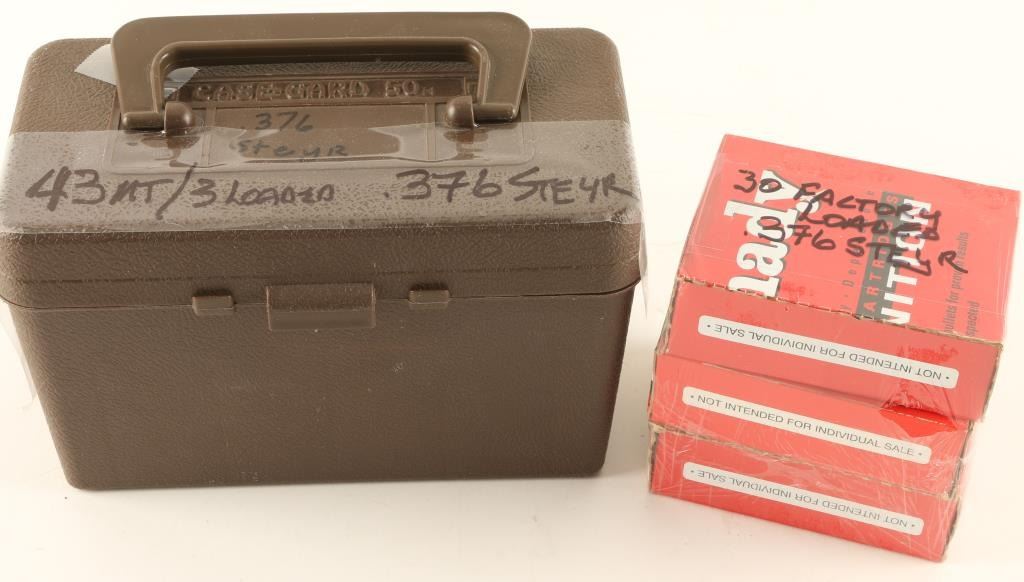 CASE-GARD 50
376
Steyr
43 MT/3 LOADED .376 STEYR
30 FACTORY
LOADED
.376 STEYR
• NOT INTENDED FOR INDIVIDUAL SALE •
• NOT INTENDED FOR INDIVIDUAL SALE •
• NOT INTENDED FOR INDIVIDUAL SALE •